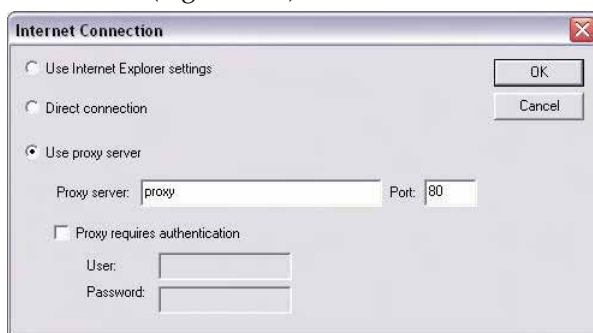 Internet Connection
Use Internet Explorer settings
OK
Direct connection
Cancel
Use proxy server
Proxy server: proxy Port: 80
Proxy requires authentication
User:
Password: